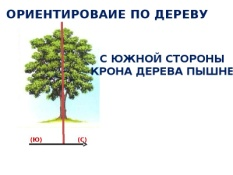 ОРИЕНТИРОВАИЕ ПО ДЕРЕВУ
С ЮЖНОЙ СТОРОНЫ
КРОНА ДЕРЕВА ПЫШНЕ
(Ю) (С)